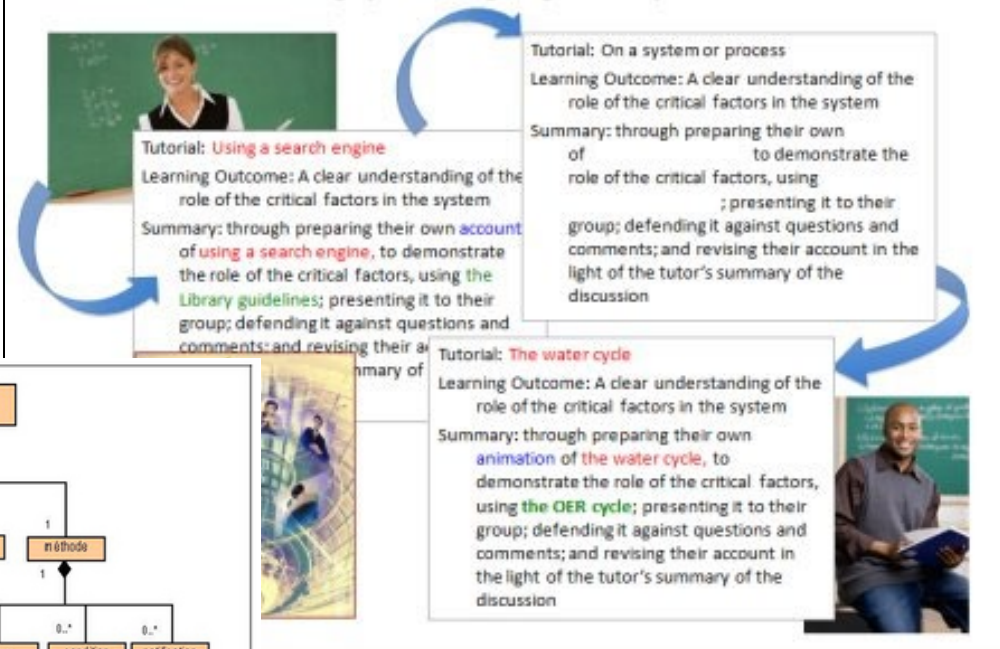 Tutorial: On a system or process
Learning Outcome: A clear understanding of the
role of the critical factors in the system
Summary: through preparing their own
of to demonstrate the
role of the critical factors, using
; presenting it to their
group; defending it against questions and
comments; and revising their account in the
light of the tutor's summary of the
discussion
Tutorial: Using a search engine
Learning Outcome: A clear understanding of the
role of the critical factors in the system
Summary: through preparing their own account
of using a search engine, to demonstrate
the role of the critical factors, using the
Library guidelines; presenting it to their
group; defending it against questions and
comments; and revising their
mmary of
Tutorial: The water cycle
Learning Outcome: A clear understanding of the
role of the critical factors in the system
Summary: through preparing their own
animation of the water cycle, to
demonstrate the role of the critical factors,
using the OER cycle; presenting it to their
group; defending it against questions and
comments; and revising their account in
the light of the tutor's summary of the
discussion
1
méthode
1
0..* 0..*